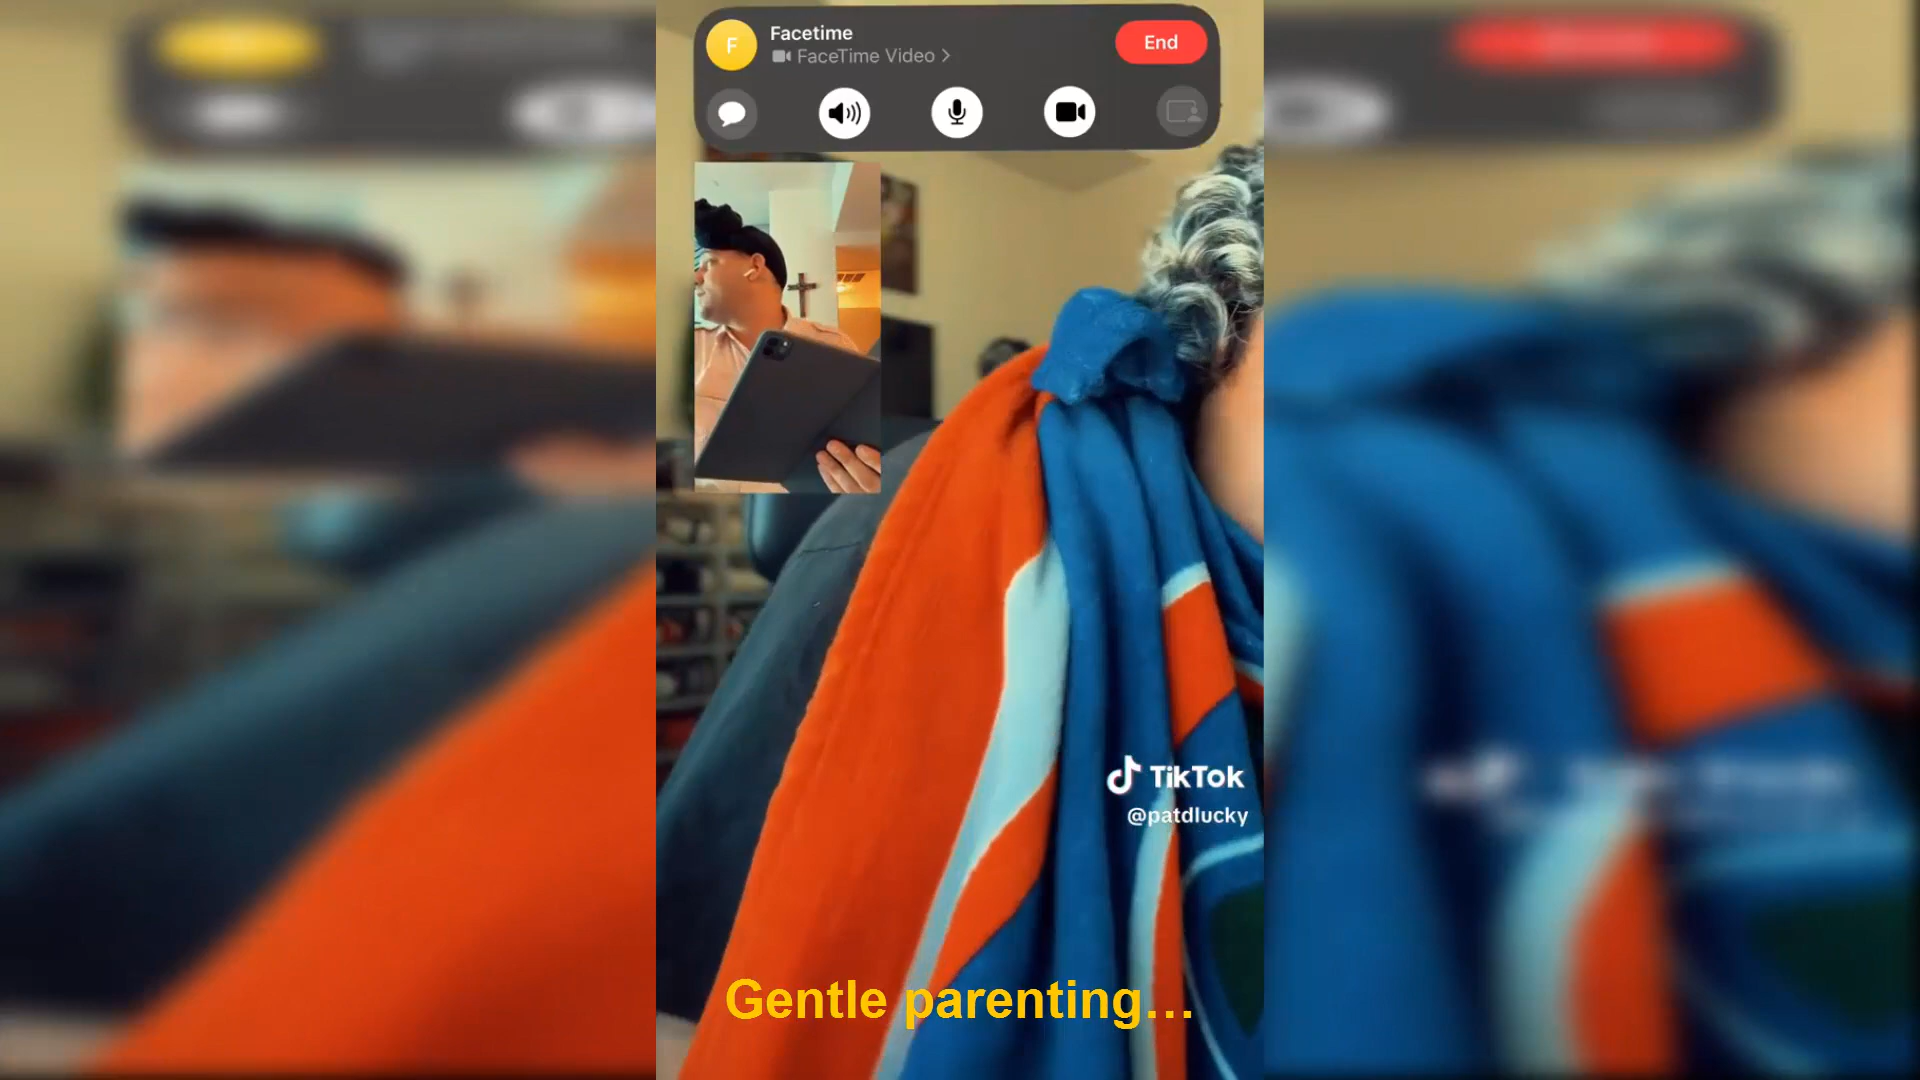 F
Facetime
FaceTime Video >
End
TikTok
@patdlucky
Gentle parenting...